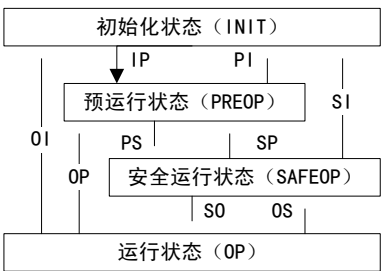 初始化状态（INIT）
IP PI
预运行状态（PREOP） SI
OI PS SP
OP 安全运行状态（SAFEOP）
SO OS
运行状态（OP）